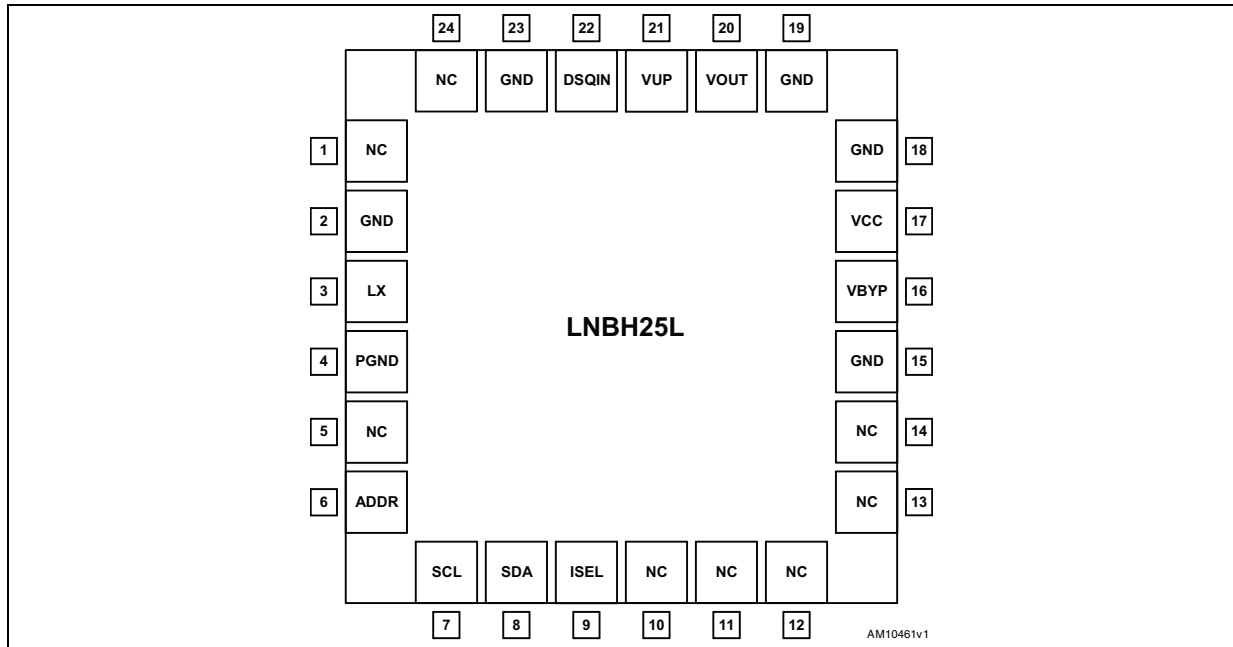 24 23 22 21 20 19
NC GND DSQIN VUP VOUT GND
1 NC GND 18
2 GND VCC 17
3 LX VBYP 16
LNBH25L
4 PGND GND 15
5 NC NC 14
6 ADDR NC 13
SCL SDA ISEL NC NC NC
7 8 9 10 11 12
AM10461v1